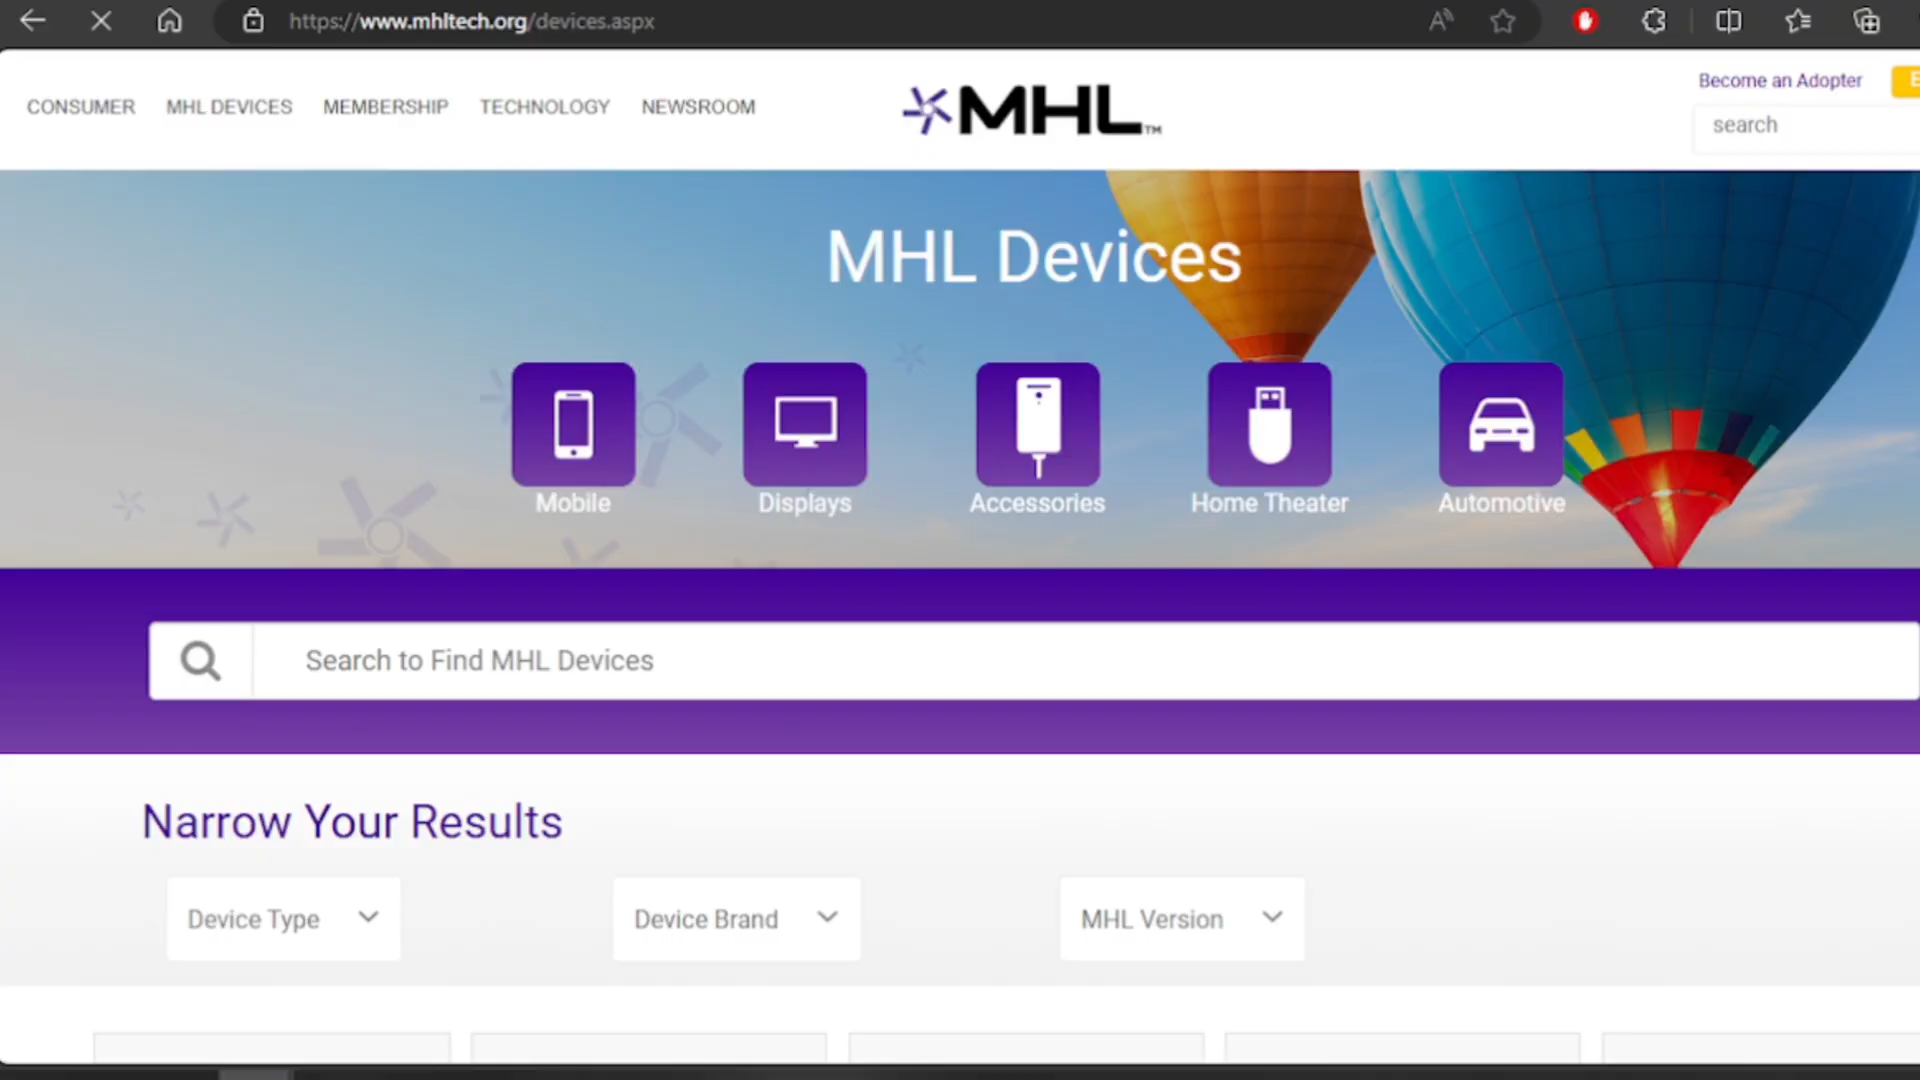 https://www.mhltech.org/devices.aspx
CONSUMER MHL DEVICES MEMBERSHIP TECHNOLOGY NEWSROOM
MHL™
Become an Adopter
search
MHL Devices
Mobile Displays Accessories Home Theater Automotive
Search to Find MHL Devices
Narrow Your Results
Device Type Device Brand MHL Version